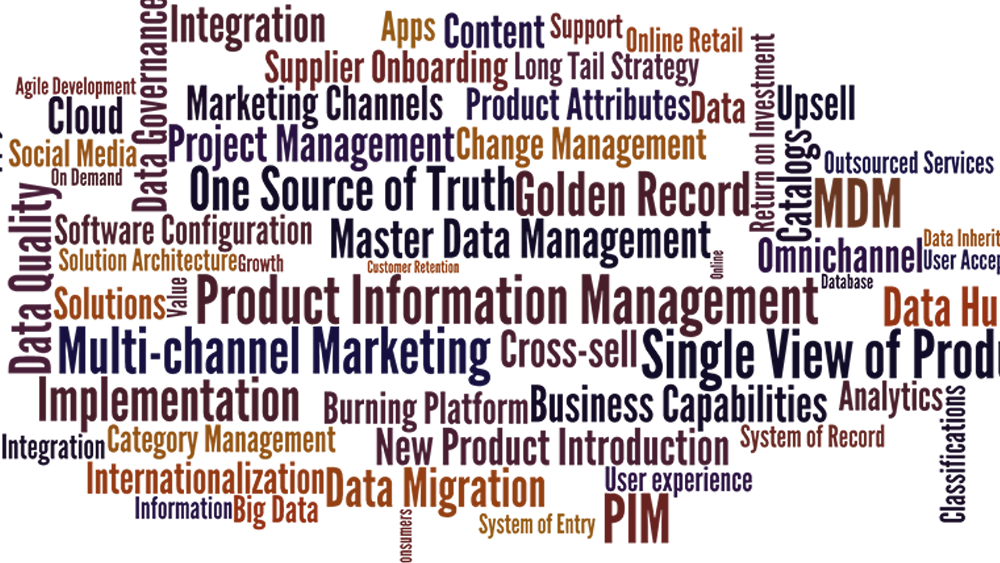 Integration
Apps
Content
Support
Online Retail
Supplier Onboarding
Long Tail Strategy
Agile Development
Cloud
Data Governance
Marketing Channels
Product Attributes
Data
Return on Investment
Upsell
Social Media
Project Management
Change Management
Catalogs
Outsourced Services
On Demand
One Source of Truth
Golden Record
MDM
Data Quality
Software Configuration
Master Data Management
Omnichannel
Data Inherit
Solution Architecture
Growth
Customer Retention
Online
User Accep
Solutions
Value
Product Information Management
Database
Data Hu
Multi-channel Marketing
Cross-sell
Single View of Produ
Implementation
Burning Platform
Business Capabilities
Analytics
Classifications
Integration
Category Management
New Product Introduction
System of Record
Internationalization
Data Migration
User experience
Information
Big Data
onsumers
System of Entry
PIM